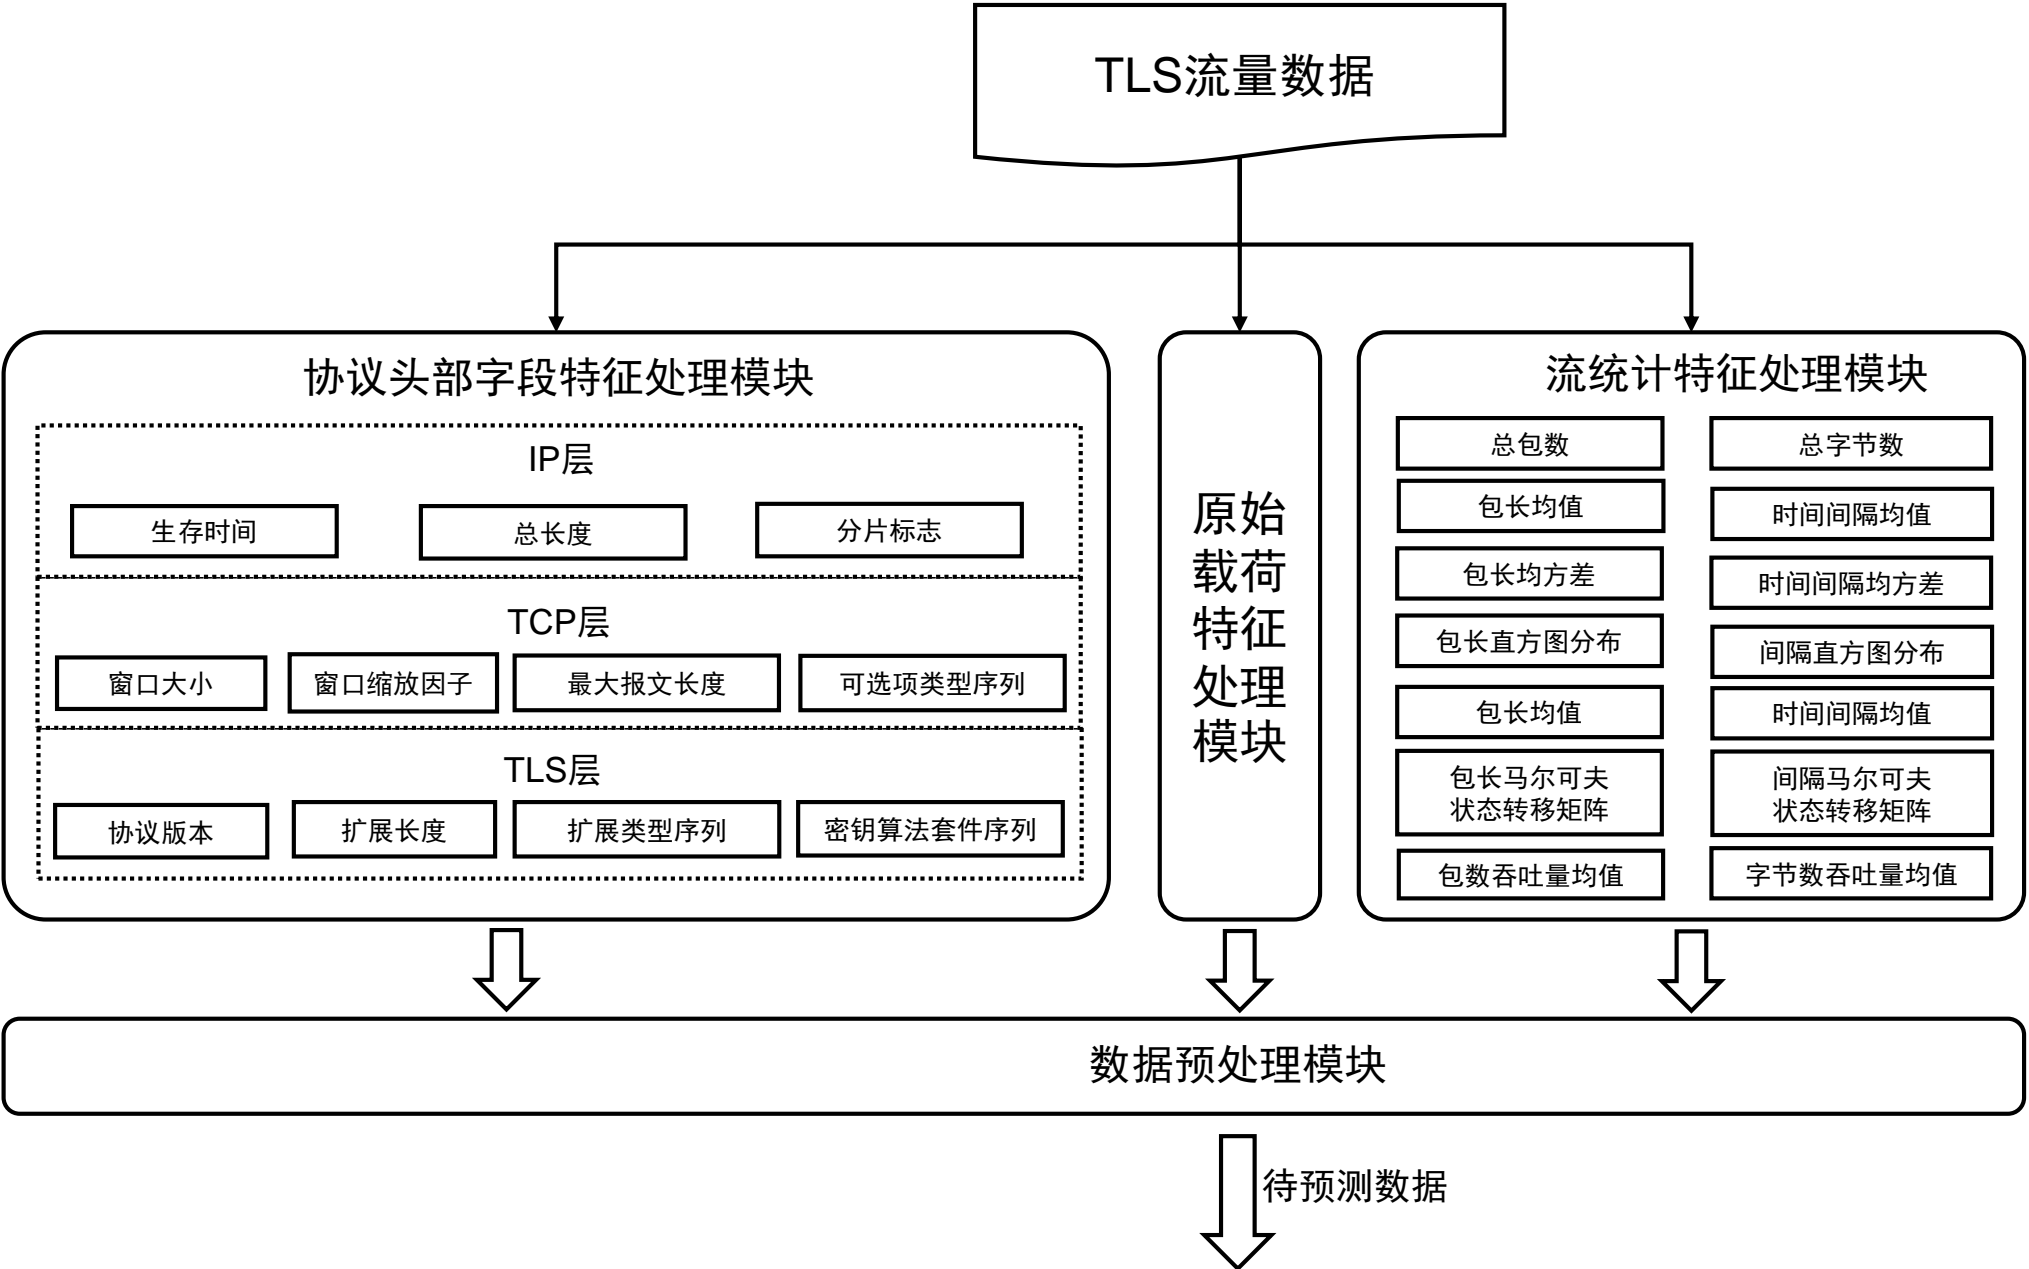 TLS流量数据
协议头部字段特征处理模块
IP层
生存时间
总长度
分片标志
TCP层
窗口大小
窗口缩放因子
最大报文长度
可选项类型序列
TLS层
协议版本
扩展长度
扩展类型序列
密钥算法套件序列
原始
载荷
特征
处理
模块
流统计特征处理模块
总包数
总字节数
包长均值
时间间隔均值
包长均方差
时间间隔均方差
包长直方图分布
间隔直方图分布
包长均值
时间间隔均值
包长马尔可夫
状态转移矩阵
间隔马尔可夫
状态转移矩阵
包数吞吐量均值
字节数吞吐量均值
数据预处理模块
待预测数据